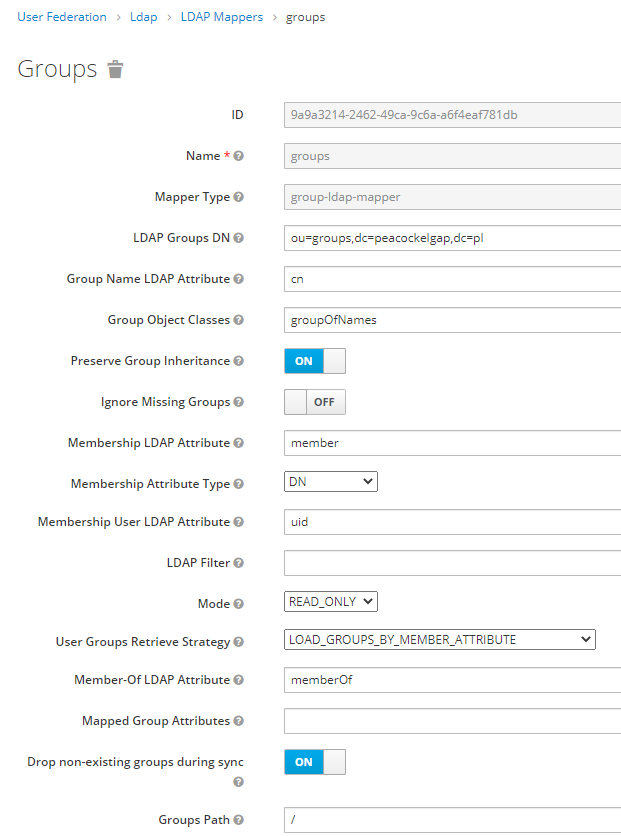 User Federation > Ldap > LDAP Mappers > groups
Groups
ID 9a9a3214-2462-49ca-9c6a-a6f4eaf781db
Name * groups
Mapper Type group-ldap-mapper
LDAP Groups DN ou=groups,dc=peacockelgap,dc=pl
Group Name LDAP Attribute cn
Group Object Classes groupOfNames
Preserve Group Inheritance ON
Ignore Missing Groups OFF
Membership LDAP Attribute member
Membership Attribute Type DN
Membership User LDAP Attribute uid
LDAP Filter
Mode READ_ONLY
User Groups Retrieve Strategy LOAD_GROUPS_BY_MEMBER_ATTRIBUTE
Member-Of LDAP Attribute memberOf
Mapped Group Attributes
Drop non-existing groups during sync ON
Groups Path /